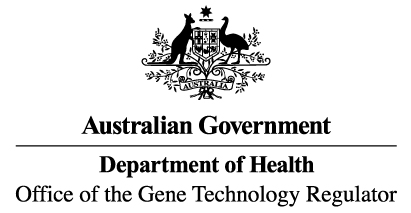 AUSTRALIA
Australian Government
Department of Health
Office of the Gene Technology Regulator